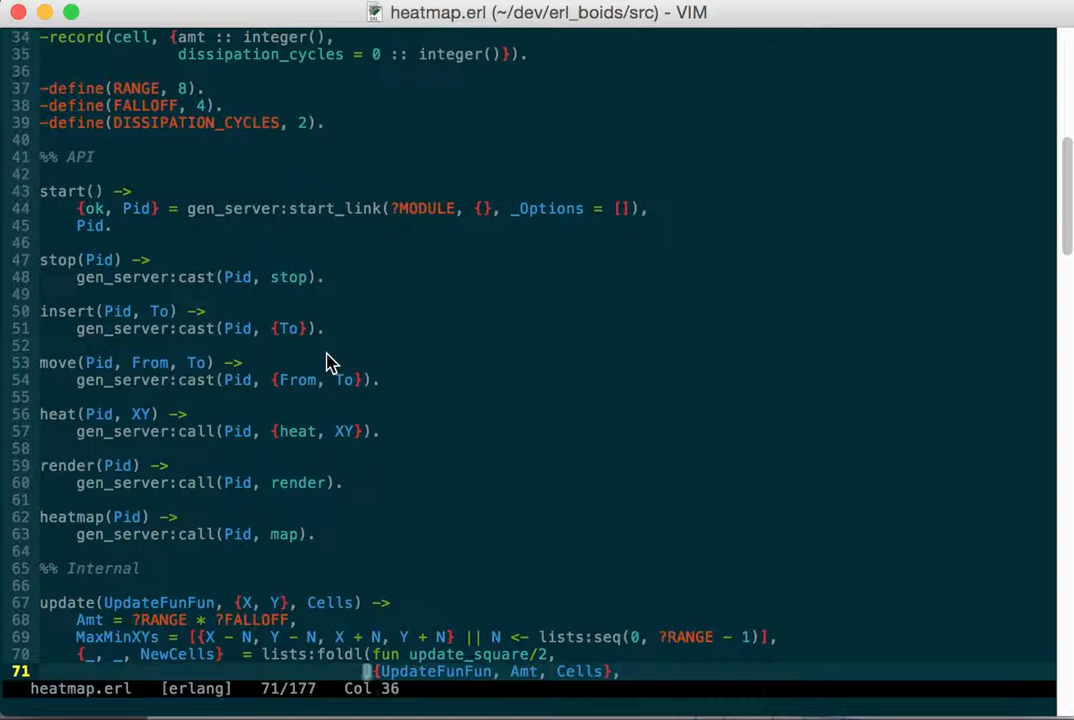 heatmap.erl (~/dev/erl_boids/src) - VIM
34 -record(cell, {amt :: integer(),
35                dissipation_cycles = 0 :: integer()}).
36
37 -define(RANGE, 8).
38 -define(FALLOFF, 4).
39 -define(DISSIPATION_CYCLES, 2).
40
41 %% API
42
43 start() ->
44     {ok, Pid} = gen_server:start_link(?MODULE, {}, _Options = []),
45     Pid.
46
47 stop(Pid) ->
48     gen_server:cast(Pid, stop).
49
50 insert(Pid, To) ->
51     gen_server:cast(Pid, {To}).
52
53 move(Pid, From, To) ->
54     gen_server:cast(Pid, {From, To}).
55
56 heat(Pid, XY) ->
57     gen_server:call(Pid, {heat, XY}).
58
59 render(Pid) ->
60     gen_server:call(Pid, render).
61
62 heatmap(Pid) ->
63     gen_server:call(Pid, map).
64
65 %% Internal
66
67 update(UpdateFunFun, {X, Y}, Cells) ->
68     Amt = ?RANGE * ?FALLOFF,
69     MaxMinXYs = [{X - N, Y - N, X + N, Y + N} || N <- lists:seq(0, ?RANGE - 1)],
70     {_, _, NewCells}  = lists:foldl(fun update_square/2,
71                                     {UpdateFunFun, Amt, Cells},
heatmap.erl   [erlang]   71/177    Col 36